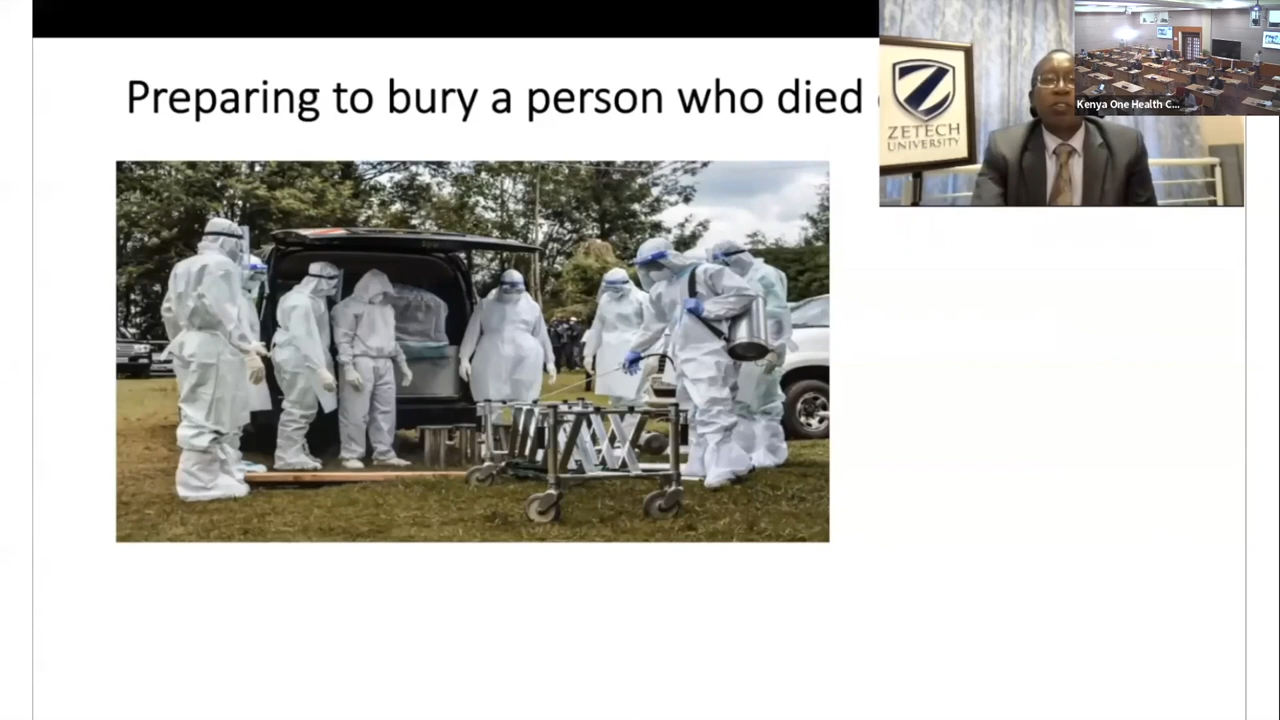 Preparing to bury a person who died
ZETECH
UNIVERSITY
Kenya One Health C...